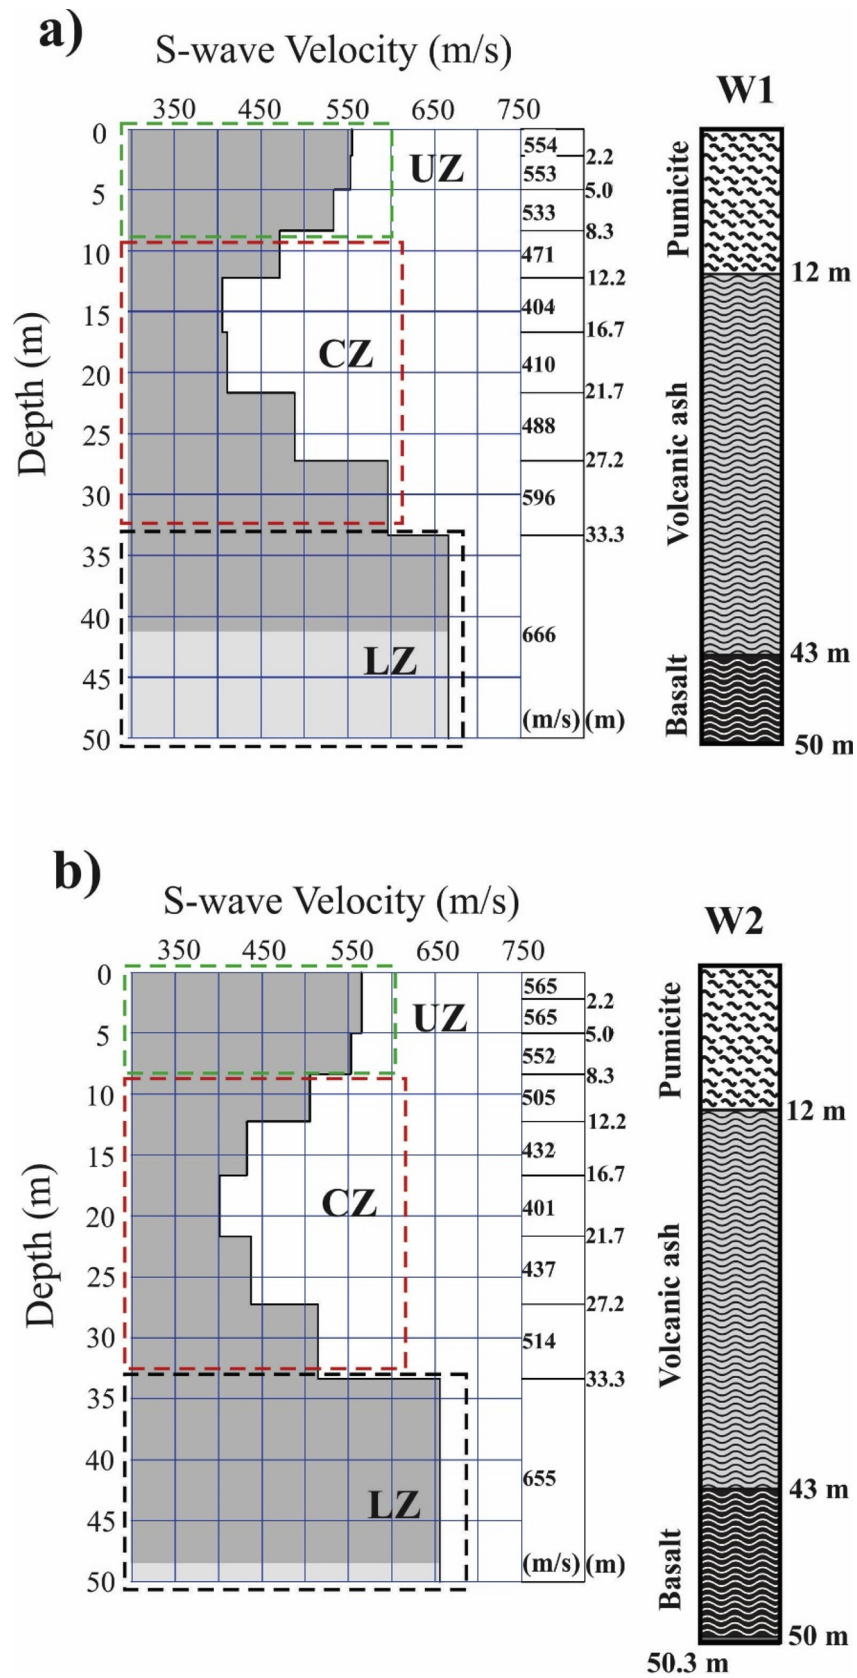 a)
S-wave Velocity (m/s)
350 450 550 650 750
W1
0
5
10
15
20
25
30
35
40
45
50
Depth (m)
UZ
CZ
LZ
554
553
533
471
404
410
488
596
666
(m/s)
2.2
5.0
8.3
12.2
16.7
21.7
27.2
33.3
(m)
Pumicite
Volcanic ash
Basalt
12 m
43 m
50 m
b)
S-wave Velocity (m/s)
350 450 550 650 750
W2
0
5
10
15
20
25
30
35
40
45
50
Depth (m)
UZ
CZ
LZ
565
565
552
505
432
401
437
514
655
(m/s)
2.2
5.0
8.3
12.2
16.7
21.7
27.2
33.3
(m)
Pumicite
Volcanic ash
Basalt
12 m
43 m
50 m
50.3 m